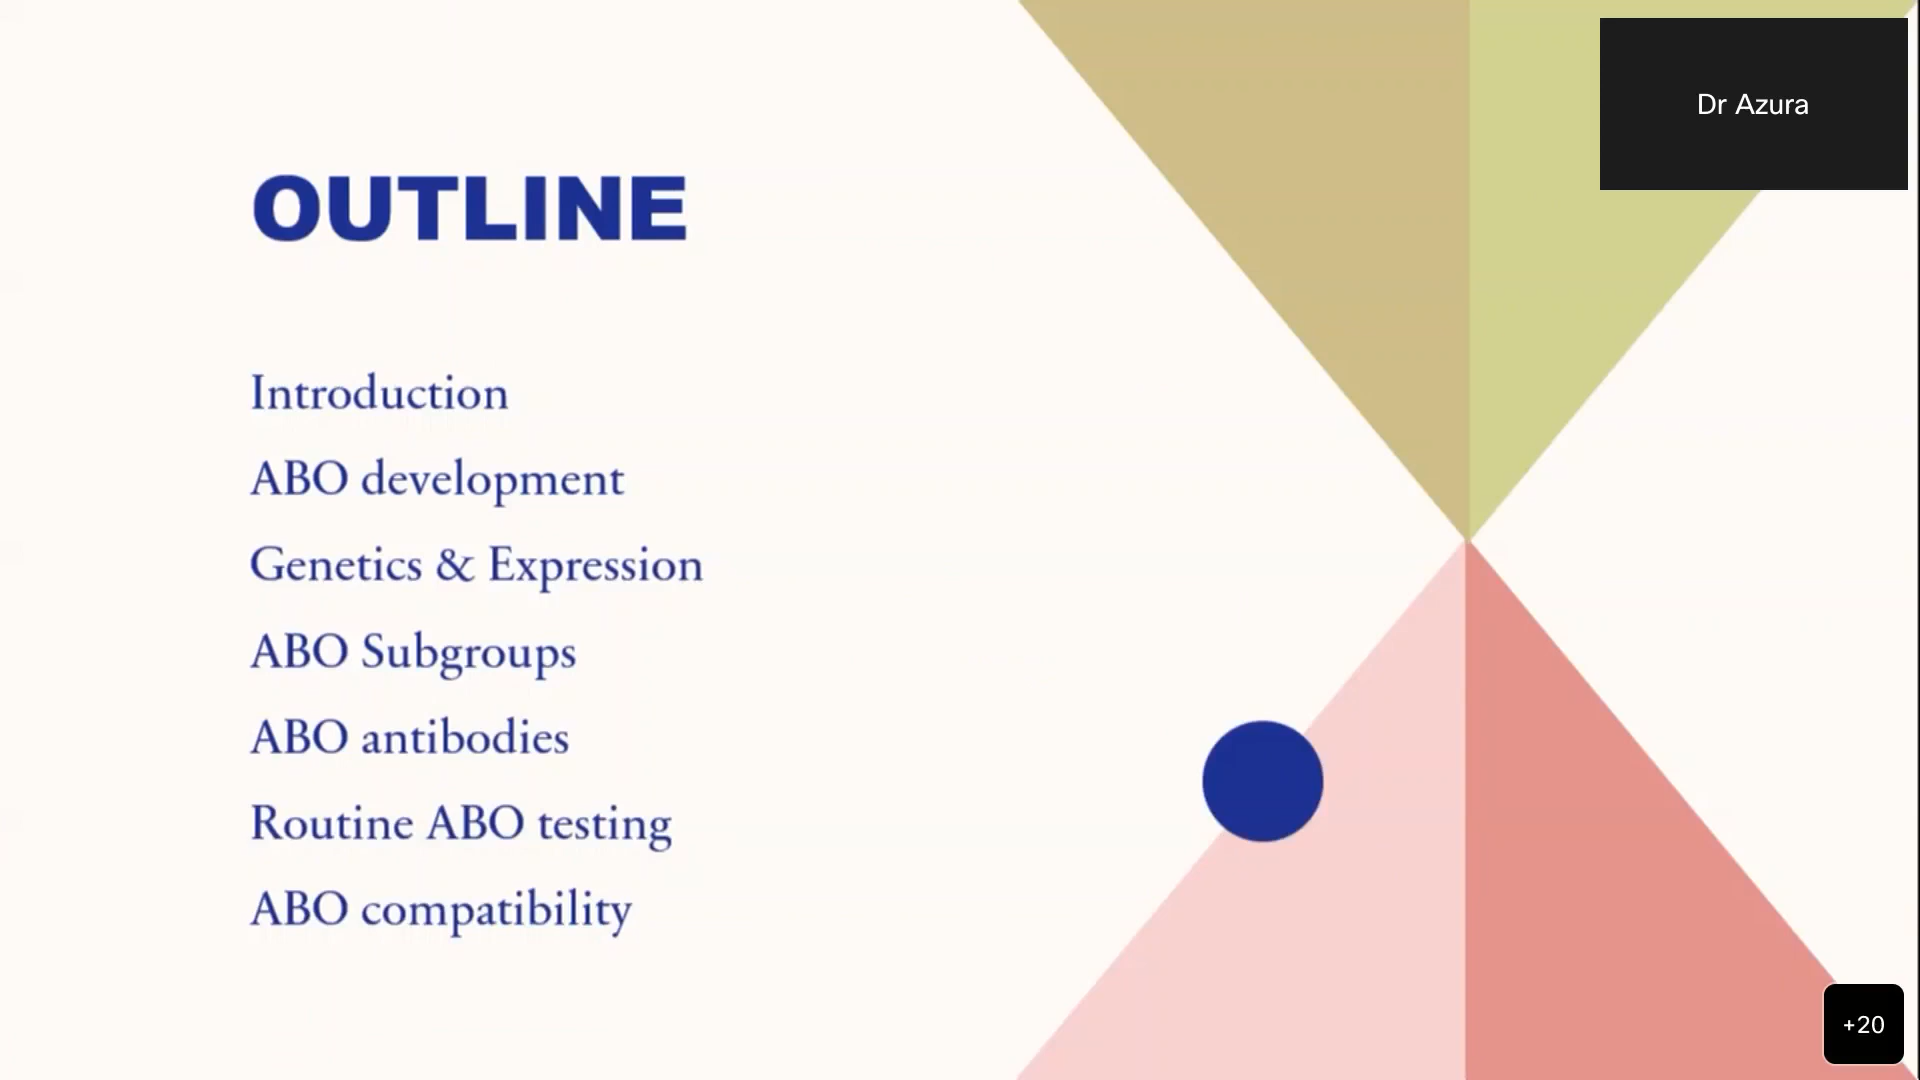 Dr Azura
OUTLINE
Introduction
ABO development
Genetics & Expression
ABO Subgroups
ABO antibodies
Routine ABO testing
ABO compatibility
+20